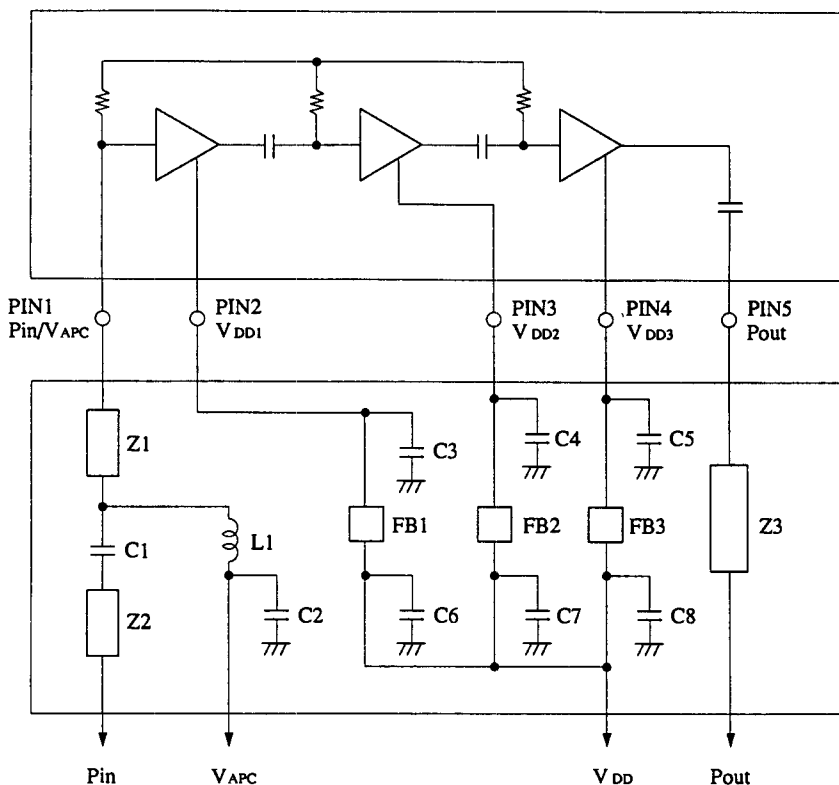 PIN1
Pin/VAPC
PIN2
VDD1
PIN3
VDD2
PIN4
VDD3
PIN5
Pout
Z1
C3
C4
C5
C1
L1
FB1
FB2
FB3
Z3
Z2
C2
C6
C7
C8
Pin
VAPC
VDD
Pout